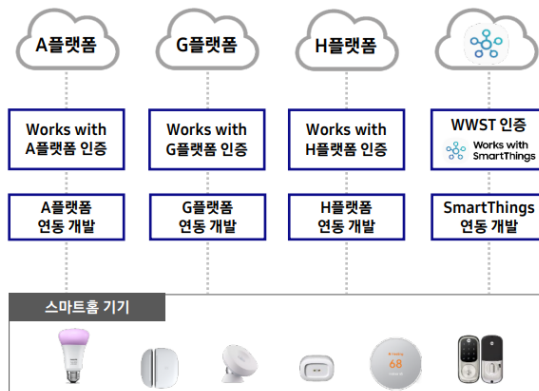 A플랫폼
G플랫폼
H플랫폼
Works with
A플랫폼 인증
Works with
G플랫폼 인증
Works with
H플랫폼 인증
WWST 인증
Works with
SmartThings
A플랫폼
연동 개발
G플랫폼
연동 개발
H플랫폼
연동 개발
SmartThings
연동 개발
스마트홈 기기
68